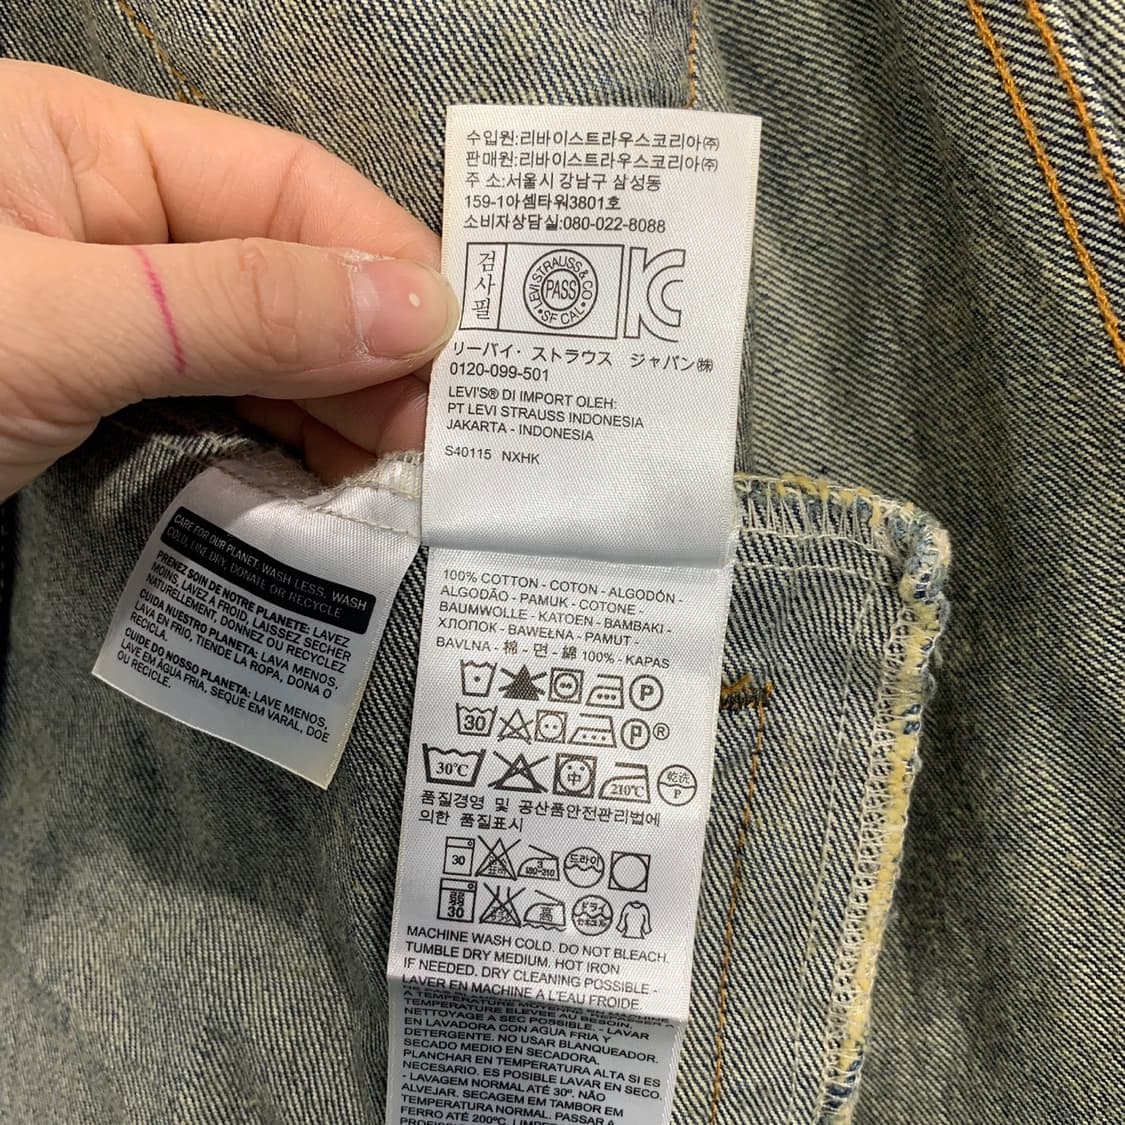 수입원:리바이스트라우스코리아㈜
판매원:리바이스트라우스코리아㈜
주 소:서울시 강남구 삼성동
159-1아셈타워3801호
소비자상담실:080-022-8088
검사필
LEVI STRAUSS & CO
PASS
SF CAL
リーバイ・ストラウス ジャパン㈱
0120-099-501
LEVI'S® DI IMPORT OLEH:
PT LEVI STRAUSS INDONESIA
JAKARTA - INDONESIA
S40115 NXHK
CARE FOR OUR PLANET: WASH LESS, WASH
COLD, LINE DRY, DONATE OR RECYCLE
PRENEZ SOIN DE NOTRE PLANETE: LAVEZ
MOINS, LAVEZ À FROID, LAISSEZ SÉCHER
NATURELLEMENT, DONNEZ OU RECYCLEZ
CUIDA NUESTRO PLANETA: LAVA MENOS,
LAVA EN FRIO, TIENDE LA ROPA, DONA O
RECICLA.
CUIDE DO NOSSO PLANETA: LAVE MENOS,
LAVE EM ÁGUA FRIA, SEQUE EM VARAL, DOE
OU RECICLE.
100% COTTON - COTON - ALGODÓN -
ALGODÃO - PAMUK - COTONE -
BAUMWOLLE - KATOEN - BAMBAKI -
ХЛОПОК - BAWEŁNA - PAMUT -
BAVLNA - 棉 - 면 - 綿 100% - KAPAS
P
30 P®
30℃ 中 210℃ 乾洗 P
품질경영 및 공산품안전관리법에
의한 품질표시
30 3 180~210 드라이
30 高 ドライ
MACHINE WASH COLD. DO NOT BLEACH.
TUMBLE DRY MEDIUM. HOT IRON
IF NEEDED. DRY CLEANING POSSIBLE -
LAVER EN MACHINE A L'EAU FROIDE.
TEMPERATURE ELEVEE AU BESOIN.
NETTOYAGE A SEC POSSIBLE. - LAVAR
EN LAVADORA CON AGUA FRIA Y
DETERGENTE. NO USAR BLANQUEADOR.
SECADO MEDIO EN SECADORA.
PLANCHAR EN TEMPERATURA ALTA SI ES
NECESARIO. ES POSIBLE LAVAR EN SECO.
- LAVAGEM NORMAL ATÉ 30º. NÃO
ALVEJAR. SECAGEM EM TAMBOR EM
TEMPERATURA NORMAL. PASSAR A
FERRO ATÉ 200ºC.